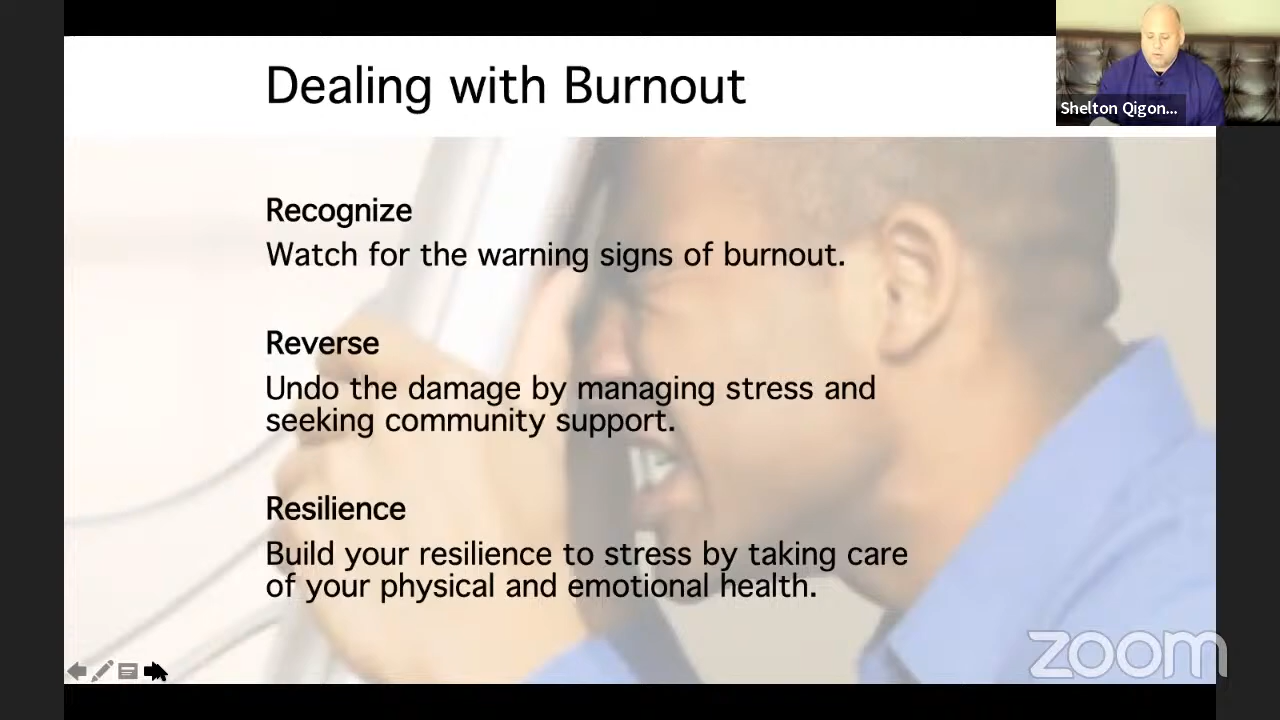 Dealing with Burnout
Shelton Qigon...
Recognize
Watch for the warning signs of burnout.
Reverse
Undo the damage by managing stress and
seeking community support.
Resilience
Build your resilience to stress by taking care
of your physical and emotional health.
zoom